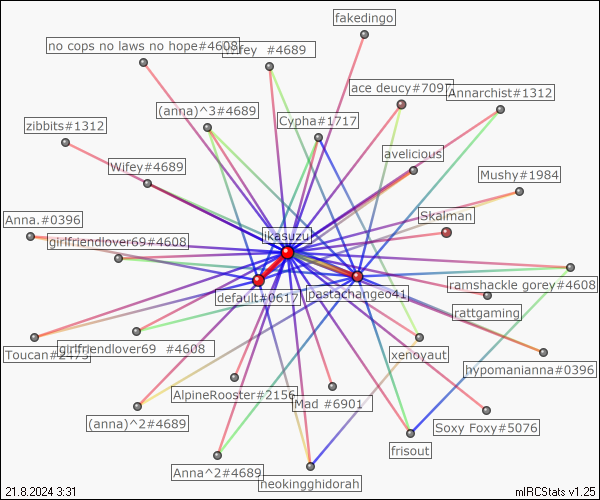 fakedingo
no cops no laws no hope#4608
Wifey #4689
ace deucy#7097
Annarchist#1312
(anna)^3#4689
Cypha#1717
zibbits#1312
avelicious
Wifey#4689
Mushy#1984
Anna.#0396
Skalman
ikasuzu
girlfriendlover69#4608
ramshackle gorey#4608
default#0617
pastachangeo41
rattgaming
Toucan#2473
girlfriendlover69 #4608
xenoyaut
hypomanianna#0396
AlpineRooster#2156
Mad #6901
(anna)^2#4689
Soxy Foxy#5076
frisout
Anna^2#4689
neokingghidorah
21.8.2024 3:31
mIRCStats v1.25